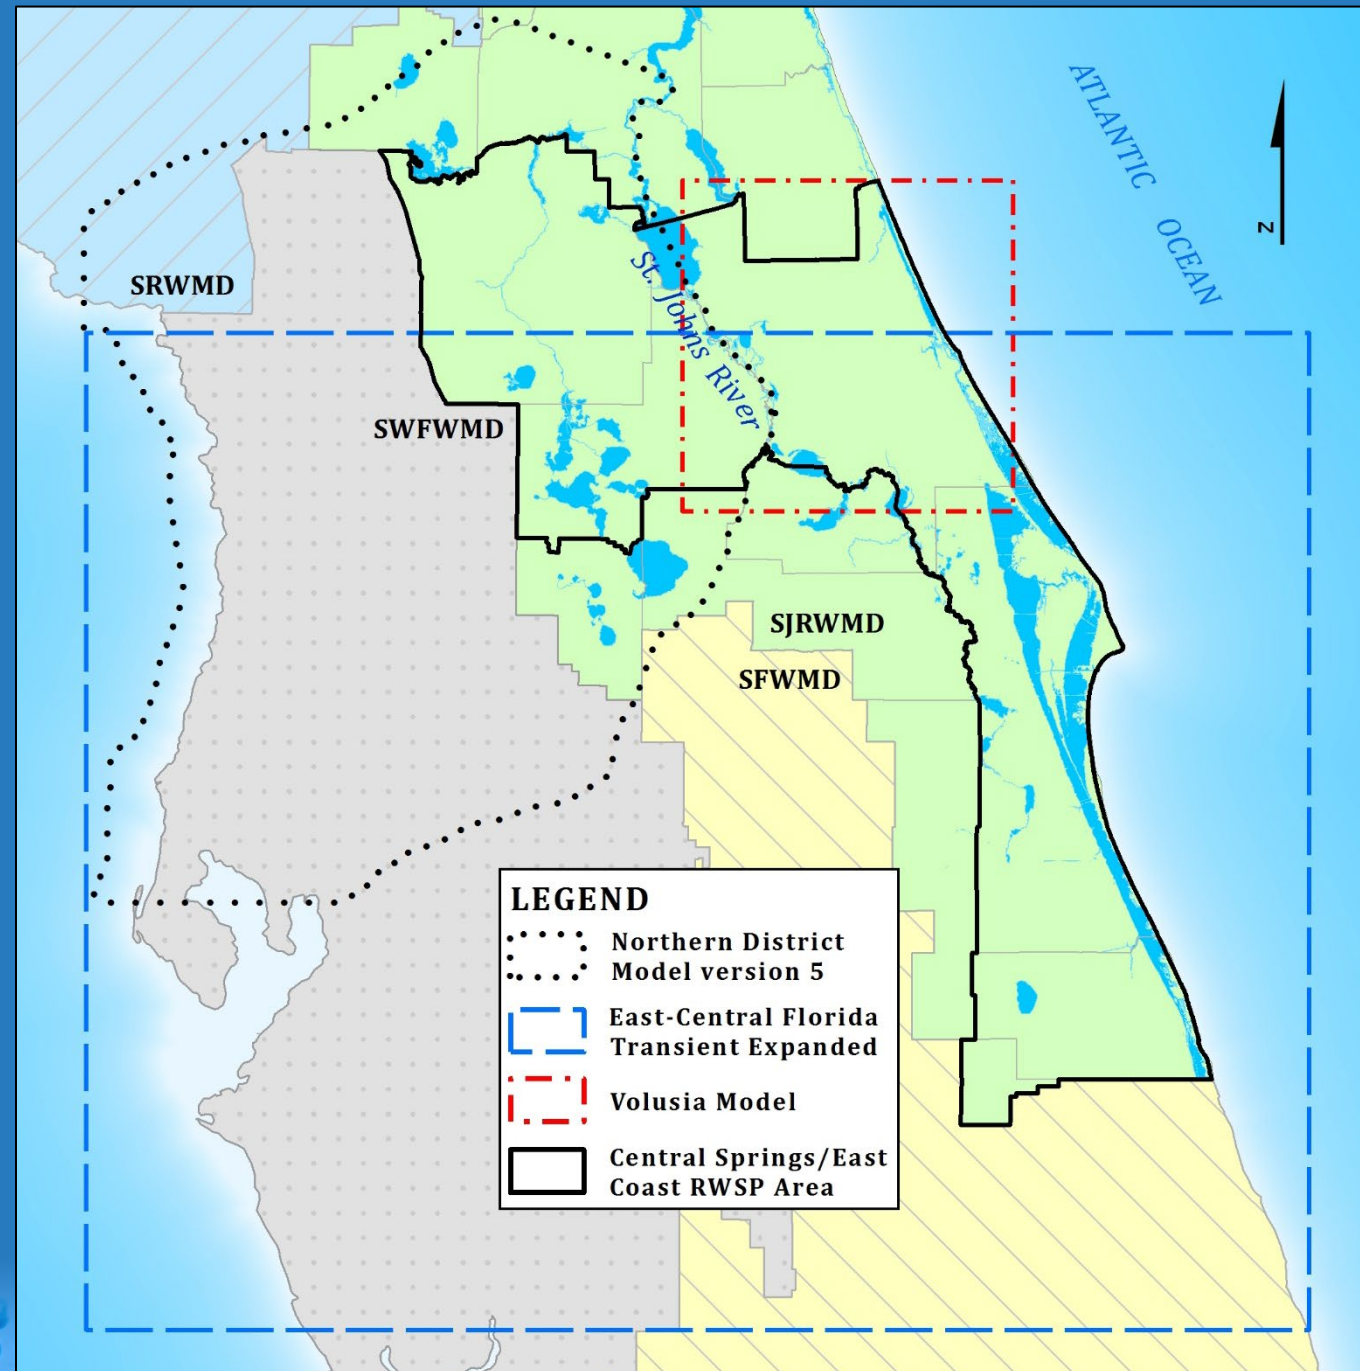 ATLANTIC
OCEAN
N
SRWMD
St. Johns River
SWFWMD
SJRWMD
SFWMD
LEGEND
Northern District
Model version 5
East-Central Florida
Transient Expanded
Volusia Model
Central Springs/East
Coast RWSP Area